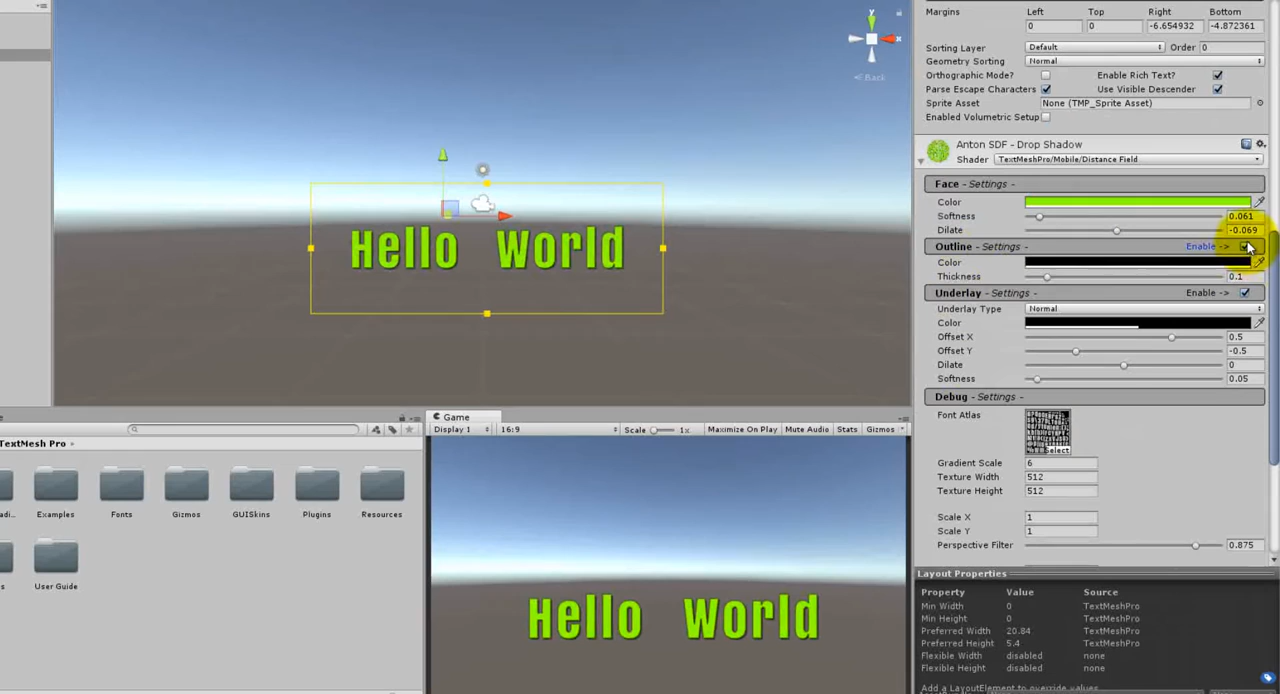 Margins
Left Top Right Bottom
0 0 -6.654932 -4.872361
Sorting Layer Default Order 0
Geometry Sorting Normal
Orthographic Mode? Enable Rich Text?
Parse Escape Characters Use Visible Descender
Sprite Asset None (TMP_Sprite Asset)
Enabled Volumetric Setup
Anton SDF - Drop Shadow
Shader TextMeshPro/Mobile/Distance Field
Face - Settings -
Color
Softness 0.061
Dilate -0.069
Outline - Settings - Enable ->
Color
Thickness 0.1
Underlay - Settings - Enable ->
Underlay Type Normal
Color
Offset X 0.5
Offset Y -0.5
Dilate 0
Softness 0.05
Debug - Settings -
Font Atlas
Select
Gradient Scale 6
Texture Width 512
Texture Height 512
Scale X 1
Scale Y 1
Perspective Filter 0.875
Layout Properties
Property Value Source
Min Width 0 TextMeshPro
Min Height 0 TextMeshPro
Preferred Width 20.84 TextMeshPro
Preferred Height 5.4 TextMeshPro
Flexible Width disabled none
Flexible Height disabled none
Add a LayoutElement to override values
y
x
< Back
Hello World
TextMesh Pro
Examples Fonts Gizmos GUISkins Plugins Resources
User Guide
Game
Display 1 16:9 Scale 1x Maximize On Play Mute Audio Stats Gizmos
Hello World